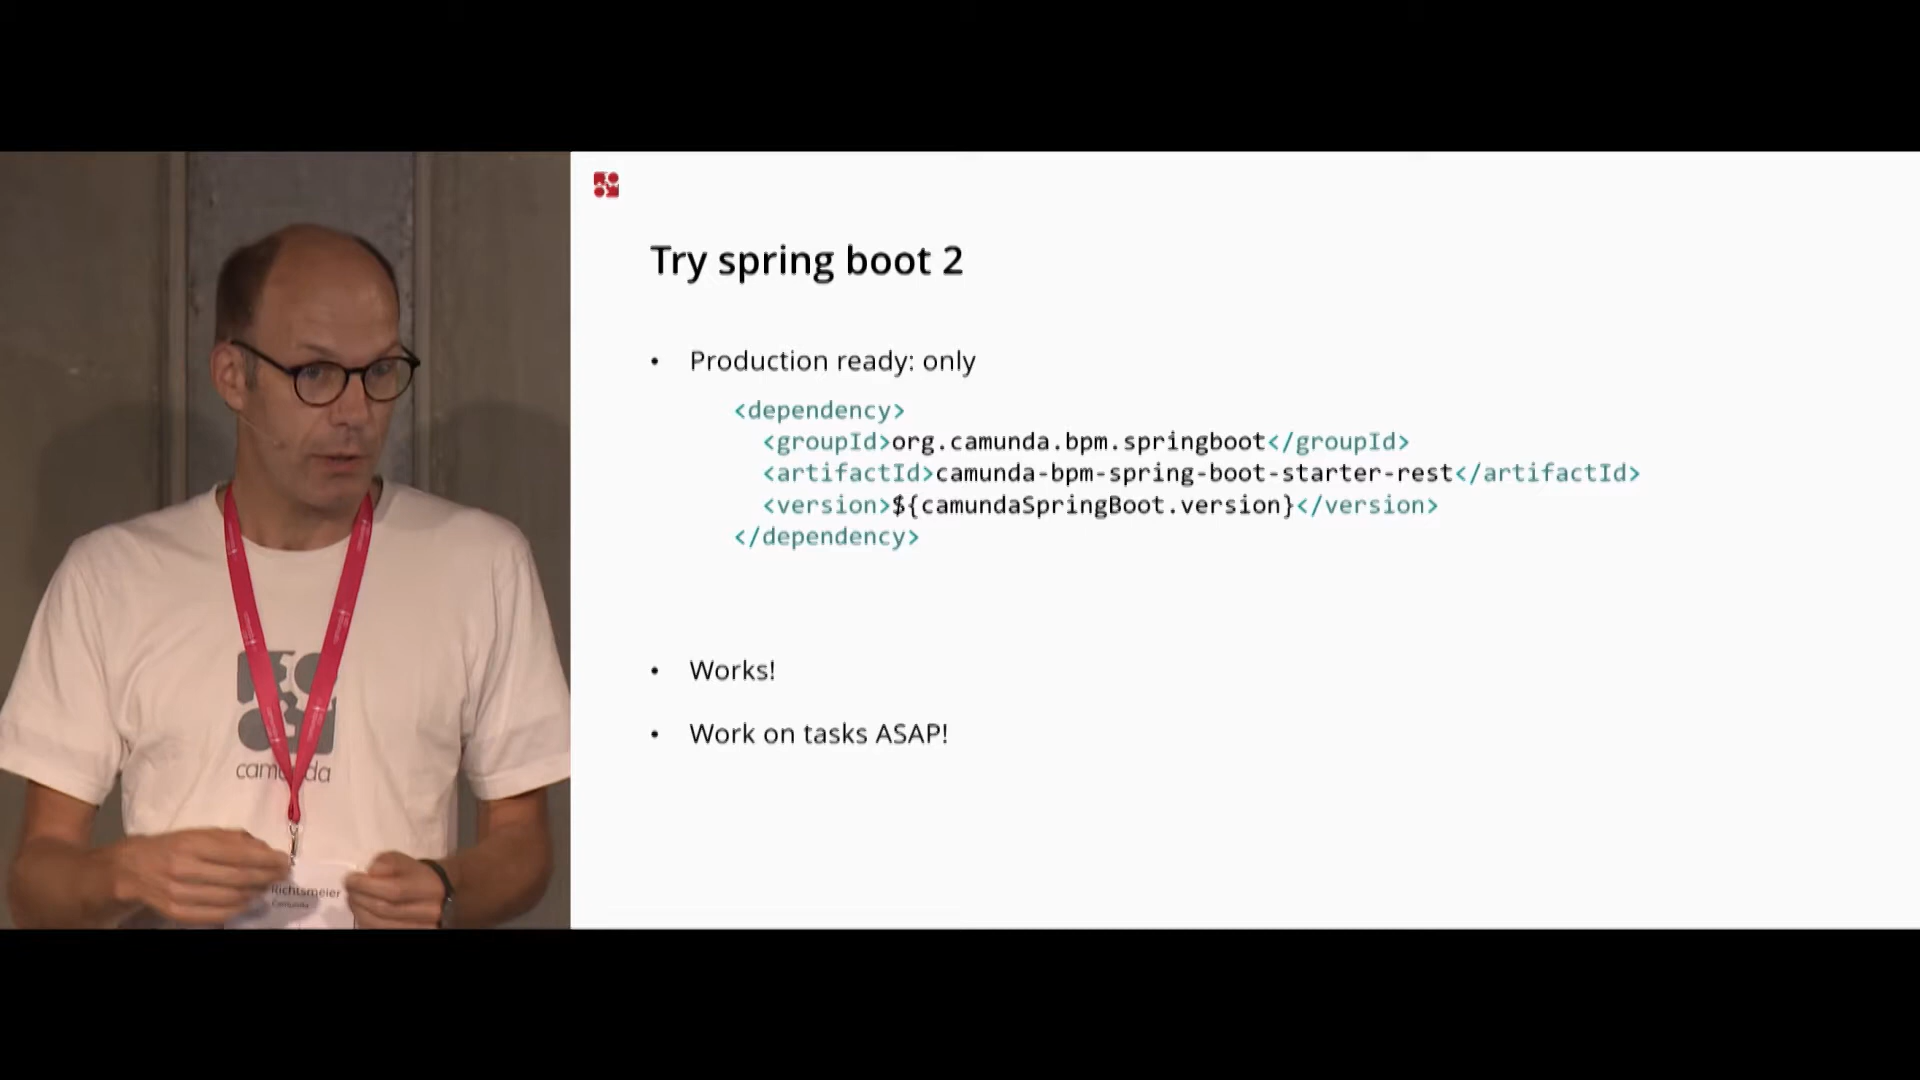 Try spring boot 2
• Production ready: only
<dependency>
<groupId>org.camunda.bpm.springboot</groupId>
<artifactId>camunda-bpm-spring-boot-starter-rest</artifactId>
<version>${camundaSpringBoot.version}</version>
</dependency>
• Works!
• Work on tasks ASAP!
camunda
Richtsmeier
Camunda